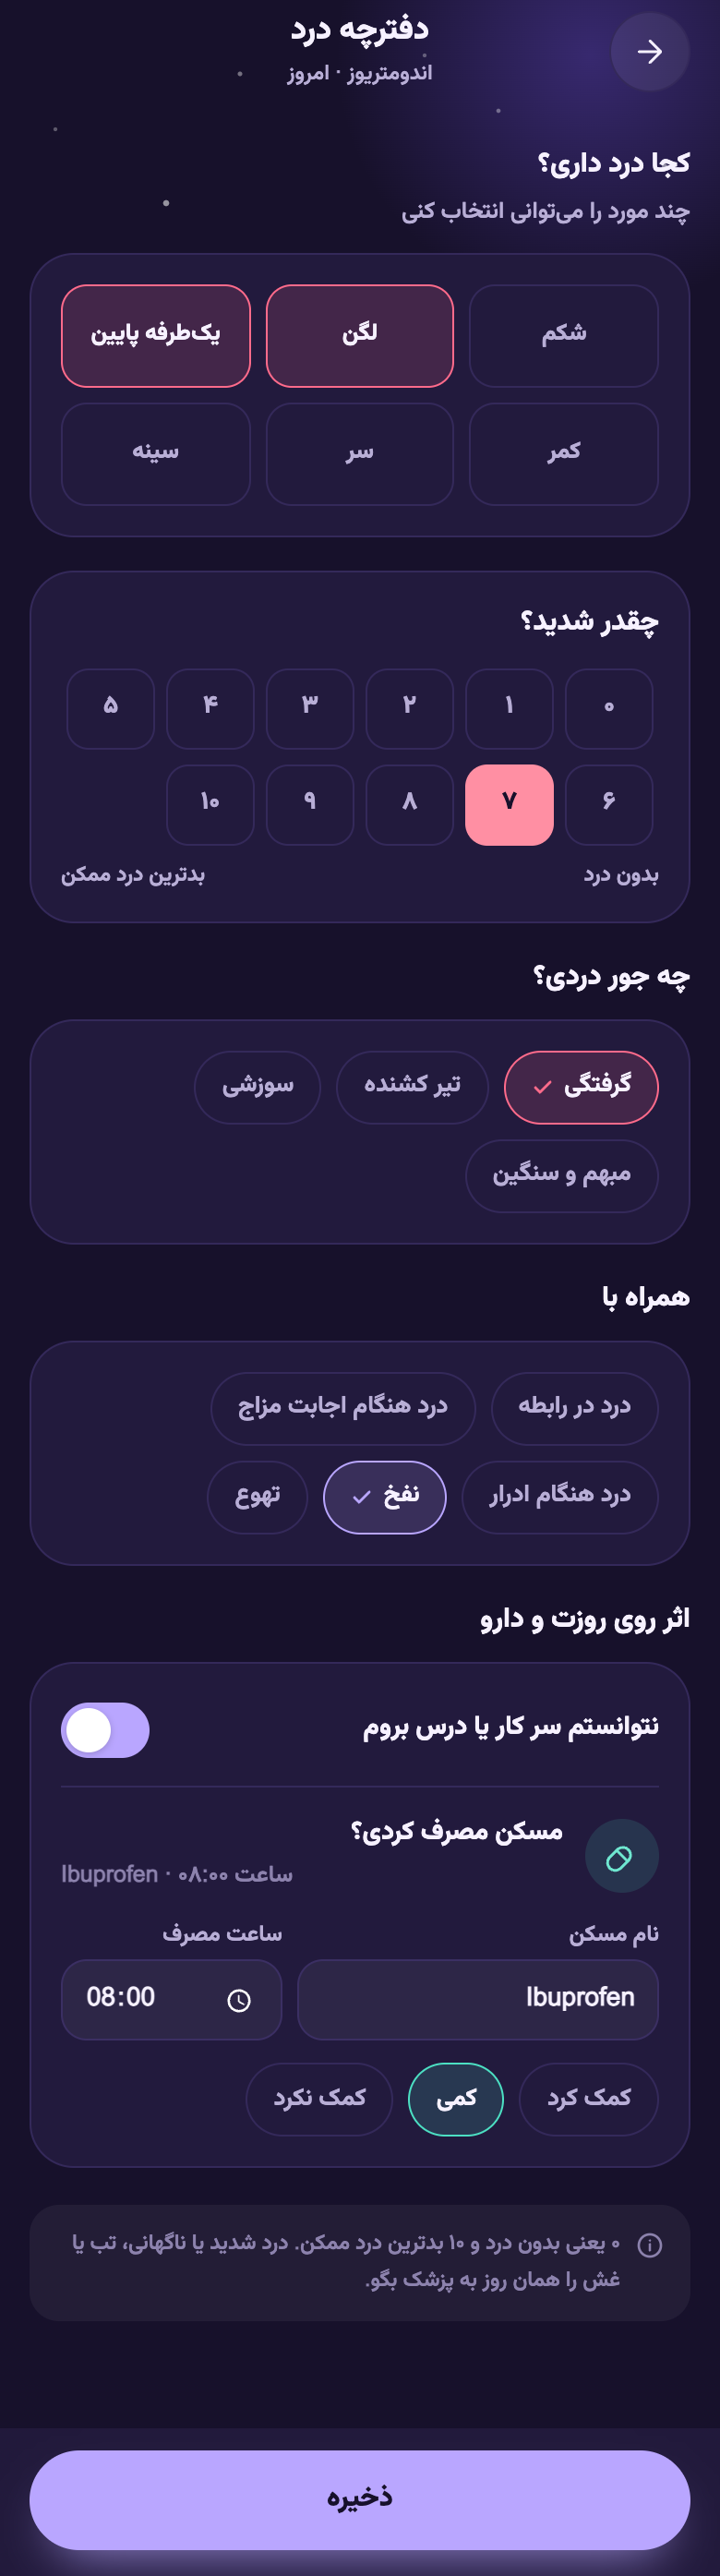 دفترچه درد
اندومتریوز · امروز
کجا درد داری؟
چند مورد را می‌توانی انتخاب کنی
شکم
لگن
یک‌طرفه پایین
کمر
سر
سینه
چقدر شدید؟
۰
۱
۲
۳
۴
۵
۶
۷
۸
۹
۱۰
بدون درد
بدترین درد ممکن
چه جور دردی؟
گرفتگی
تیر کشنده
سوزشی
مبهم و سنگین
همراه با
درد در رابطه
درد هنگام اجابت مزاج
درد هنگام ادرار
نفخ
تهوع
اثر روی روزت و دارو
نتوانستم سر کار یا درس بروم
مسکن مصرف کردی؟
ساعت ۰۸:۰۰ · Ibuprofen
نام مسکن
ساعت مصرف
Ibuprofen
08:00
کمک کرد
کمی
کمک نکرد
۰ یعنی بدون درد و ۱۰ بدترین درد ممکن. درد شدید یا ناگهانی، تب یا
غش را همان روز به پزشک بگو.
ذخیره